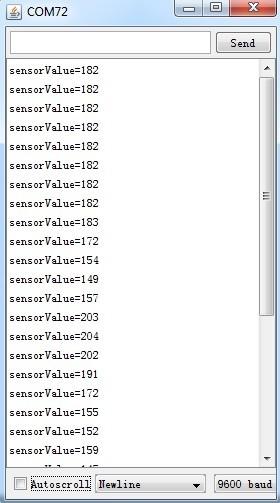 COM72
Send
sensorValue=182
sensorValue=182
sensorValue=182
sensorValue=182
sensorValue=182
sensorValue=182
sensorValue=182
sensorValue=182
sensorValue=183
sensorValue=172
sensorValue=154
sensorValue=149
sensorValue=157
sensorValue=203
sensorValue=204
sensorValue=202
sensorValue=191
sensorValue=172
sensorValue=155
sensorValue=152
sensorValue=159
Autoscroll
Newline
9600 baud